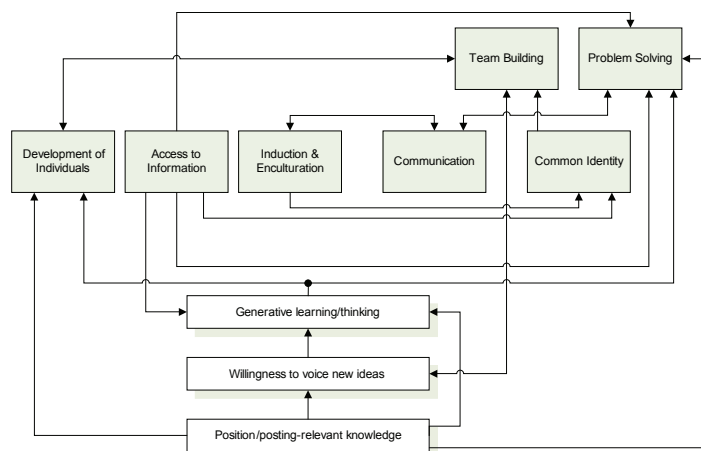 Team Building
Problem Solving
Development of
Individuals
Access to
Information
Induction &
Enculturation
Communication
Common Identity
Generative learning/thinking
Willingness to voice new ideas
Position/posting-relevant knowledge